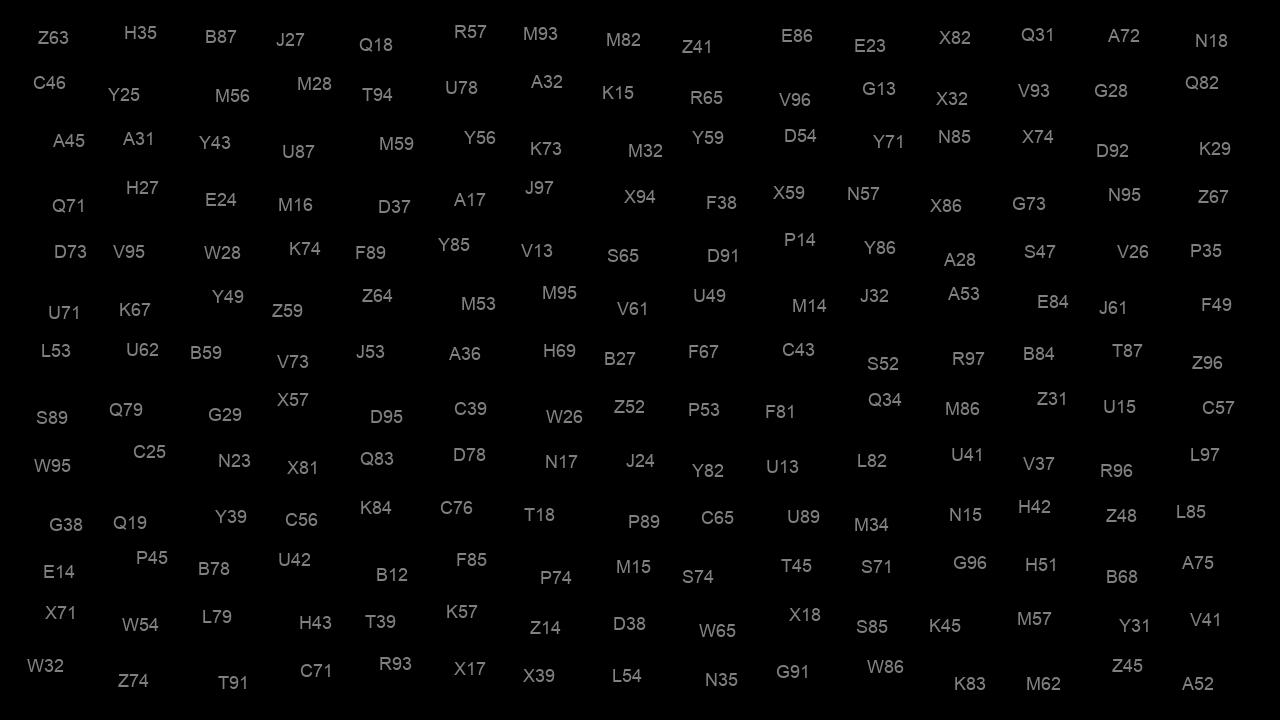 Z63 H35 B87 J27 Q18 R57 M93 M82 Z41 E86 E23 X82 Q31 A72 N18
C46 Y25 M56 M28 T94 U78 A32 K15 R65 V96 G13 X32 V93 G28 Q82
A45 A31 Y43 U87 M59 Y56 K73 M32 Y59 D54 Y71 N85 X74 D92 K29
Q71 H27 E24 M16 D37 A17 J97 X94 F38 X59 N57 X86 G73 N95 Z67
D73 V95 W28 K74 F89 Y85 V13 S65 D91 P14 Y86 A28 S47 V26 P35
U71 K67 Y49 Z59 Z64 M53 M95 V61 U49 M14 J32 A53 E84 J61 F49
L53 U62 B59 V73 J53 A36 H69 B27 F67 C43 S52 R97 B84 T87 Z96
S89 Q79 G29 X57 D95 C39 W26 Z52 P53 F81 Q34 M86 Z31 U15 C57
W95 C25 N23 X81 Q83 D78 N17 J24 Y82 U13 L82 U41 V37 R96 L97
G38 Q19 Y39 C56 K84 C76 T18 P89 C65 U89 M34 N15 H42 Z48 L85
E14 P45 B78 U42 B12 F85 P74 M15 S74 T45 S71 G96 H51 B68 A75
X71 W54 L79 H43 T39 K57 Z14 D38 W65 X18 S85 K45 M57 Y31 V41
W32 Z74 T91 C71 R93 X17 X39 L54 N35 G91 W86 K83 M62 Z45 A52